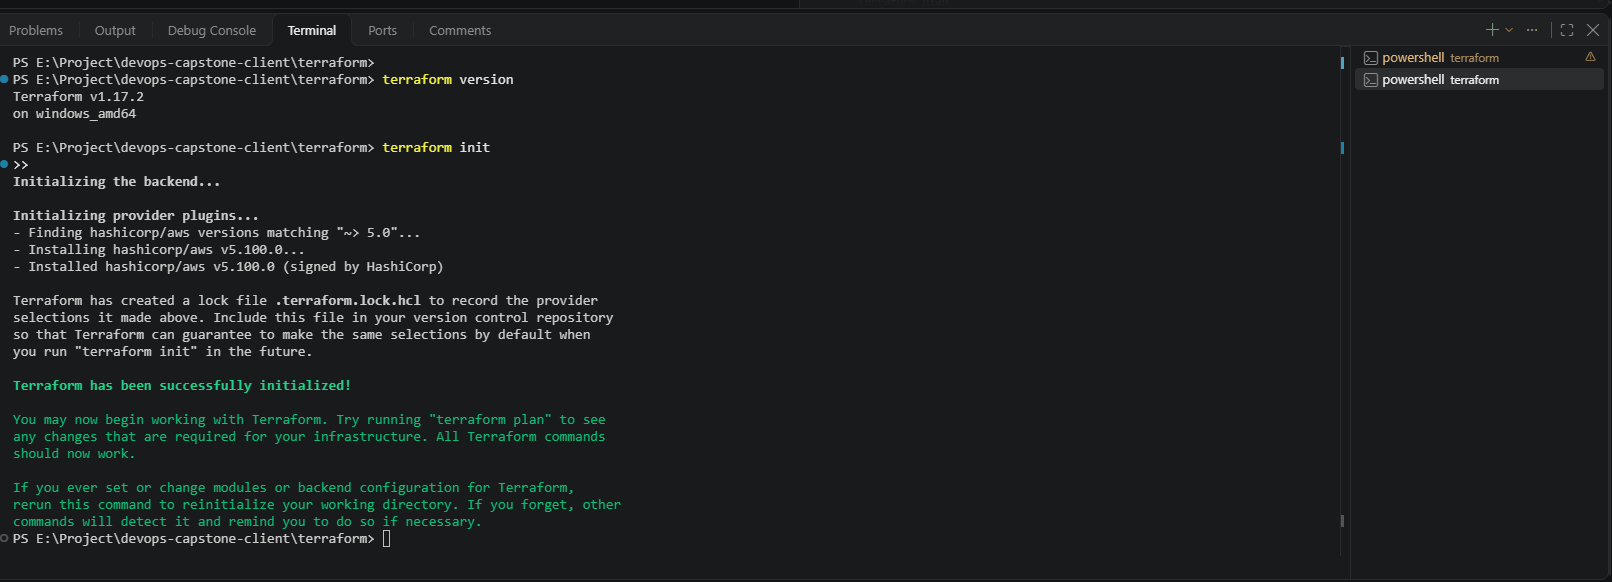 Problems Output Debug Console Terminal Ports Comments
PS E:\Project\devops-capstone-client\terraform>
PS E:\Project\devops-capstone-client\terraform> terraform version
Terraform v1.17.2
on windows_amd64
PS E:\Project\devops-capstone-client\terraform> terraform init
>>
Initializing the backend...
Initializing provider plugins...
- Finding hashicorp/aws versions matching "~> 5.0"...
- Installing hashicorp/aws v5.100.0...
- Installed hashicorp/aws v5.100.0 (signed by HashiCorp)
Terraform has created a lock file .terraform.lock.hcl to record the provider
selections it made above. Include this file in your version control repository
so that Terraform can guarantee to make the same selections by default when
you run "terraform init" in the future.
Terraform has been successfully initialized!
You may now begin working with Terraform. Try running "terraform plan" to see
any changes that are required for your infrastructure. All Terraform commands
should now work.
If you ever set or change modules or backend configuration for Terraform,
rerun this command to reinitialize your working directory. If you forget, other
commands will detect it and remind you to do so if necessary.
PS E:\Project\devops-capstone-client\terraform>
powershell terraform
powershell terraform